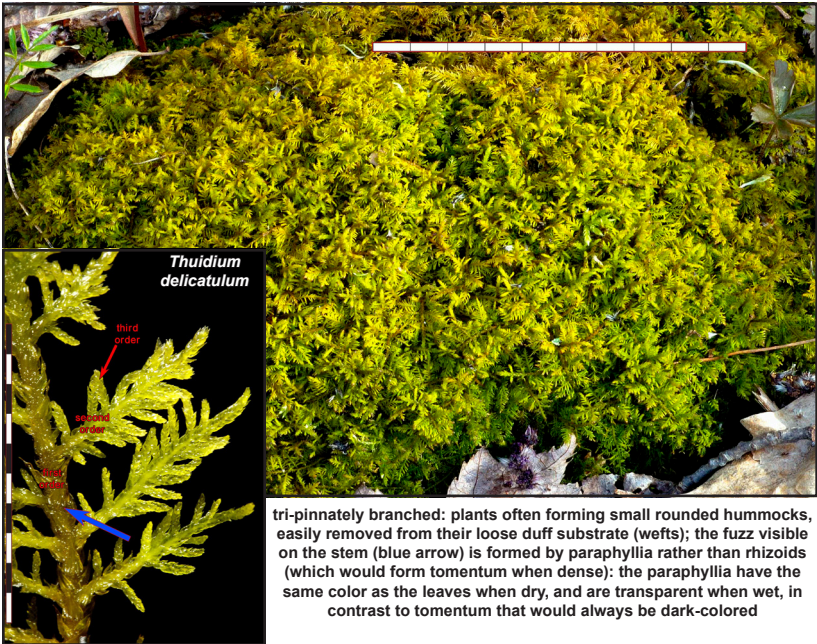 Thuidium
delicatulum
third
order
second
order
first
order
tri-pinnately branched: plants often forming small rounded hummocks,
easily removed from their loose duff substrate (wefts); the fuzz visible
on the stem (blue arrow) is formed by paraphyllia rather than rhizoids
(which would form tomentum when dense): the paraphyllia have the
same color as the leaves when dry, and are transparent when wet, in
contrast to tomentum that would always be dark-colored